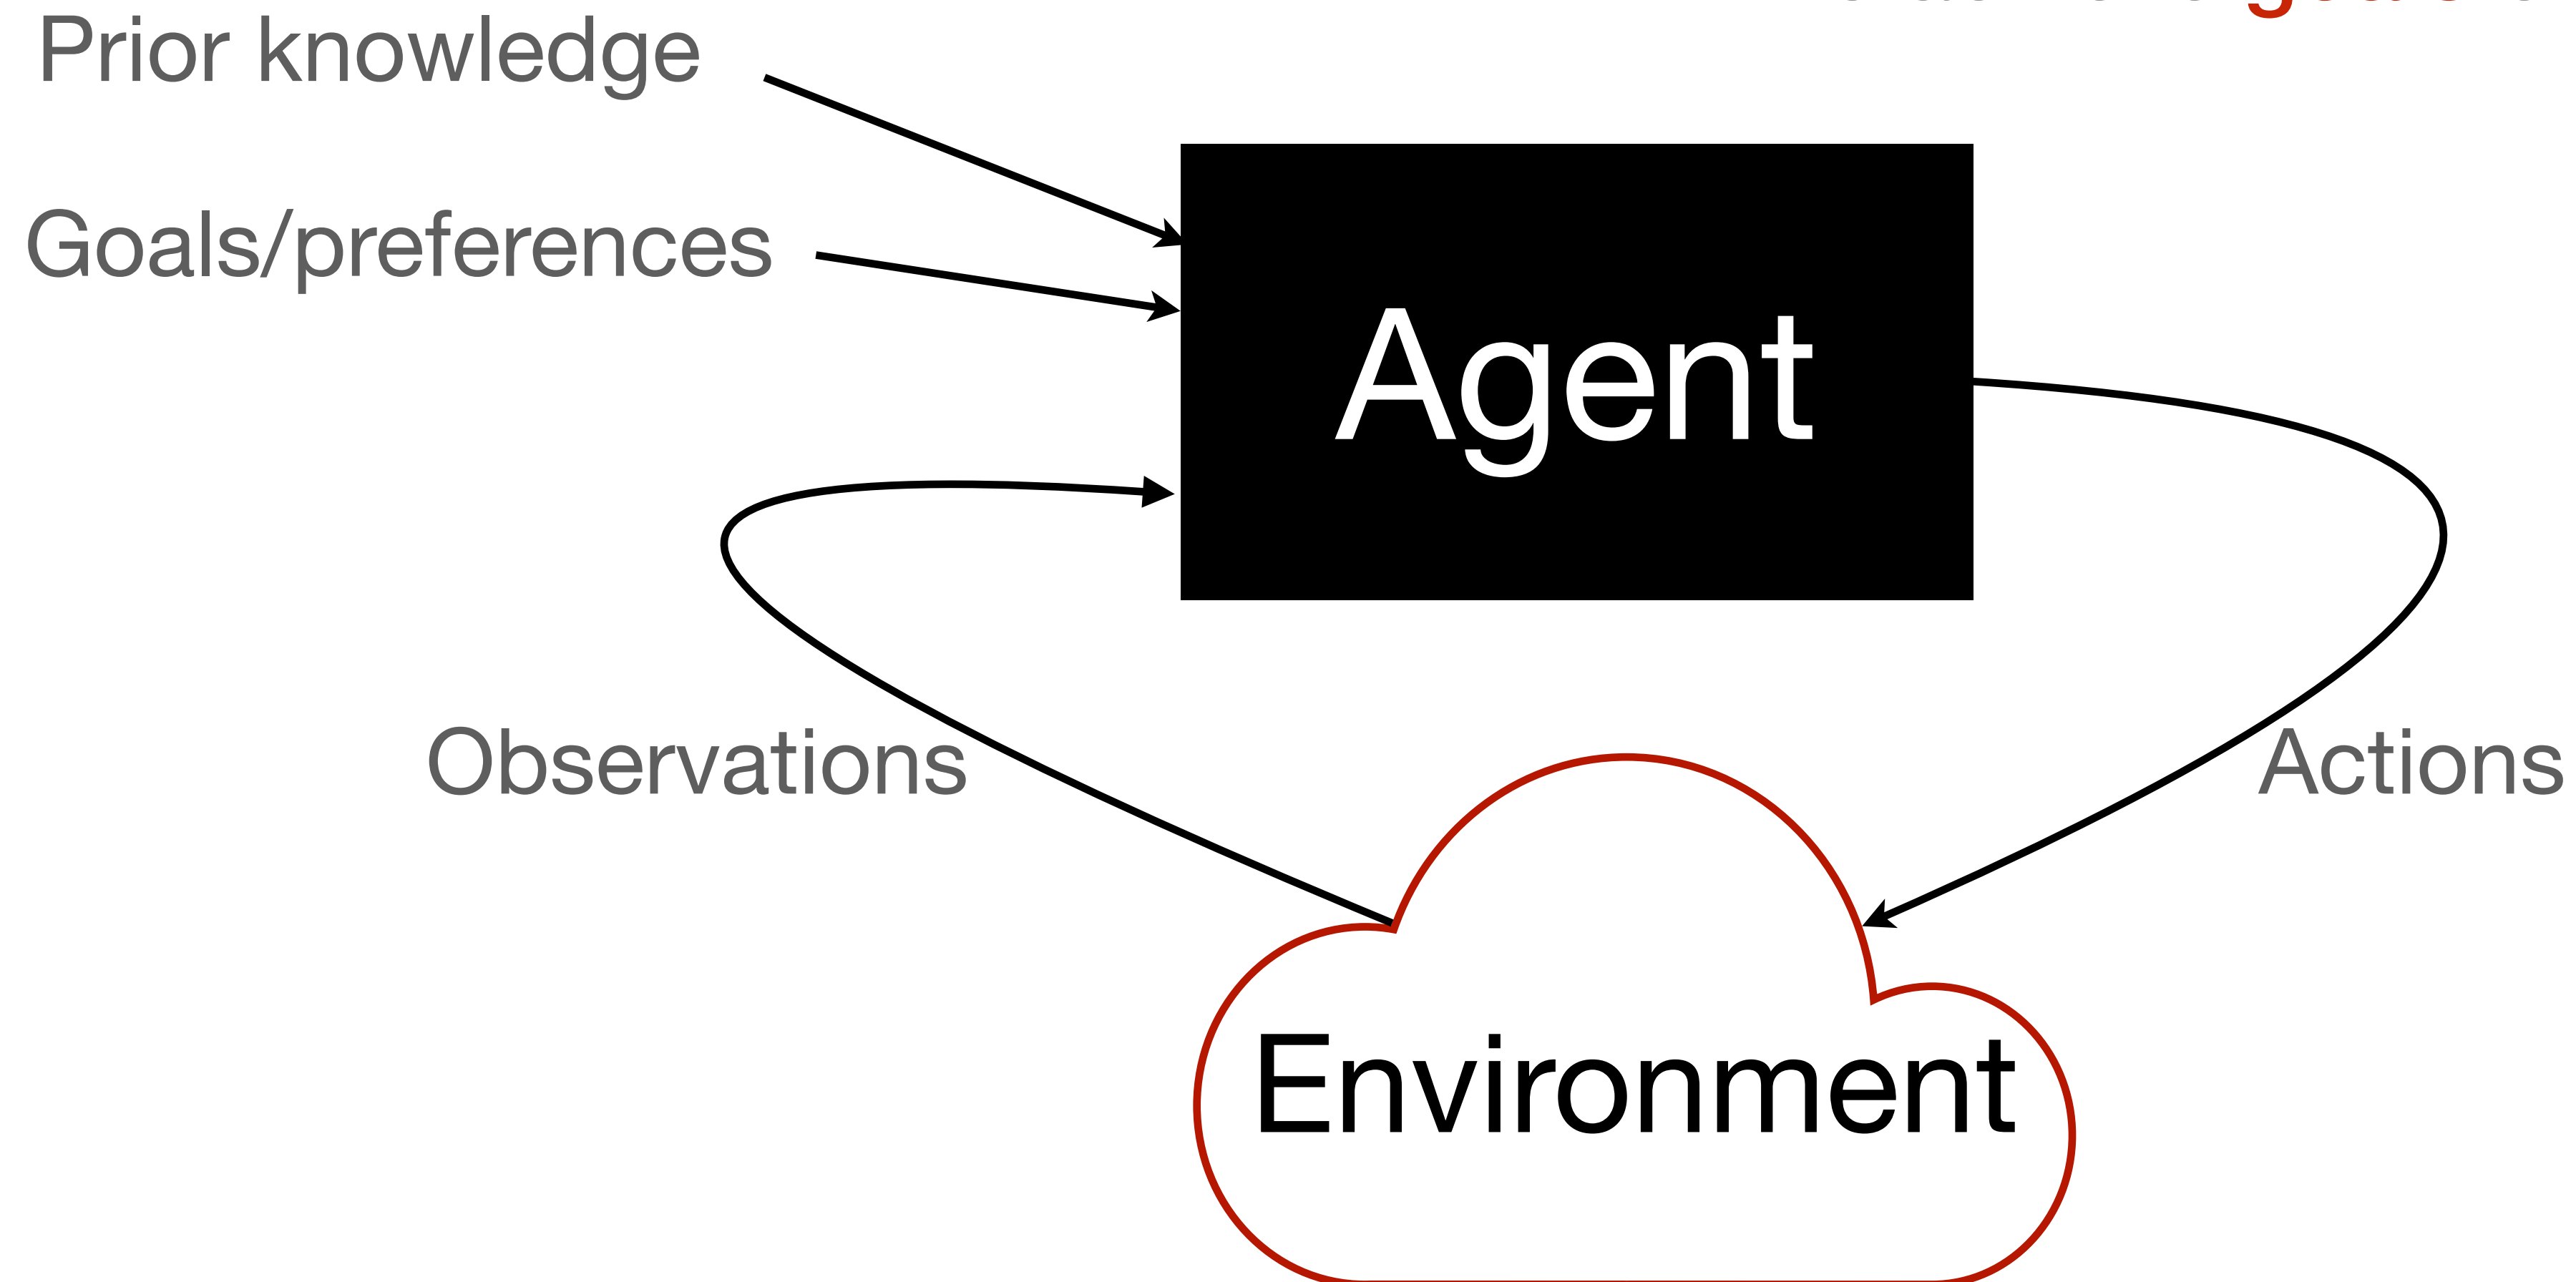 Prior knowledge
Goals/preferences
Agent
Observations
Actions
Environment